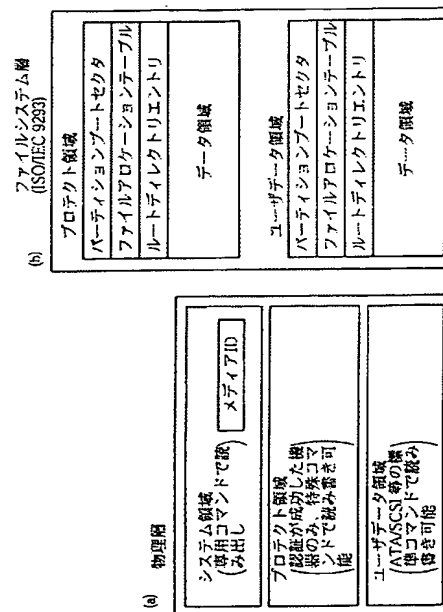 (a)
物理層
システム領域
(専用コマンドで読
み出し)
メディアID
プロテクト領域
(認証が成功した機
器のみ、特殊コマ
ンドで読み書き可
能)
ユーザデータ領域
(ATA/SCSI 等の標
準コマンドで読み
書き可能)
(b)
ファイルシステム層
(ISO/IEC 9293)
プロテクト領域
パーティションブートセクタ
ファイルアロケーションテーブル
ルートディレクトリエントリ
データ領域
ユーザデータ領域
パーティションブートセクタ
ファイルアロケーションテーブル
ルートディレクトリエントリ
データ領域